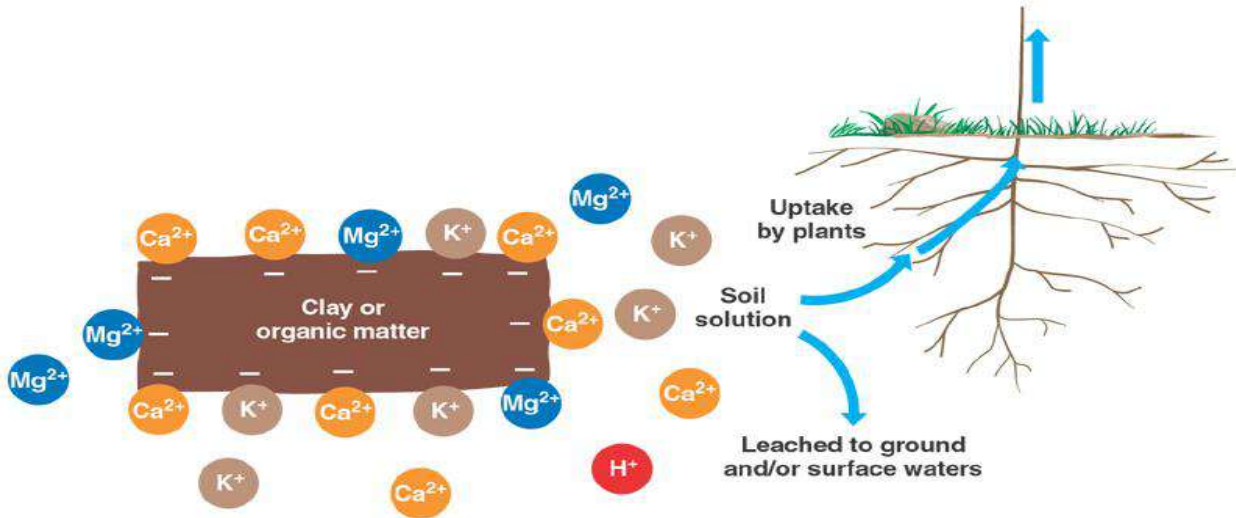 Mg²⁺
Ca²⁺
Ca²⁺
Mg²⁺
K⁺
Ca²⁺
K⁺
Uptake
by plants
Clay or
organic matter
Mg²⁺
Ca²⁺
K⁺
Soil
solution
Mg²⁺
Ca²⁺
K⁺
Ca²⁺
K⁺
Mg²⁺
Ca²⁺
Leached to ground
and/or surface waters
K⁺
Ca²⁺
H⁺